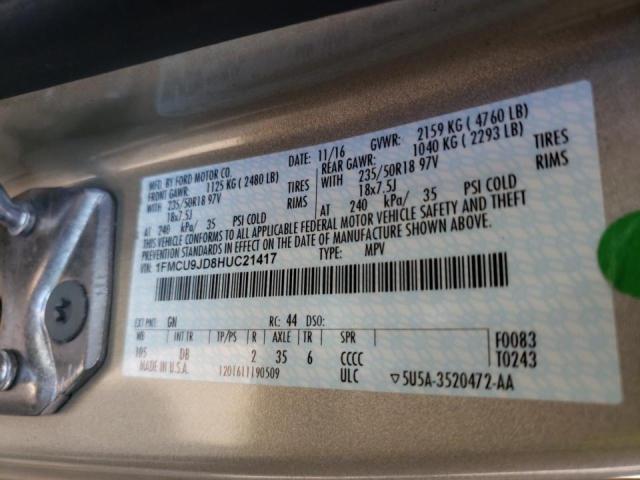 MFD. BY FORD MOTOR CO.
DATE: 11/16 GVWR: 2159 KG ( 4760 LB)
FRONT GAWR: 1125 KG ( 2480 LB) REAR GAWR: 1040 KG ( 2293 LB)
WITH 235/50R18 97V TIRES WITH 235/50R18 97V TIRES
18x7.5J RIMS 18x7.5J RIMS
AT 240 kPa/ 35 PSI COLD AT 240 kPa/ 35 PSI COLD
THIS VEHICLE CONFORMS TO ALL APPLICABLE FEDERAL MOTOR VEHICLE SAFETY AND THEFT
PREVENTION STANDARDS IN EFFECT ON THE DATE OF MANUFACTURE SHOWN ABOVE.
VIN: 1FMCU9JD8HUC21417 TYPE: MPV
EXT PNT: GN RC: 44 DSO:
WB INT TR TP/PS R AX TR SPR
105 DB 2 35 6 CCCC
F0083
T0243
MADE IN U.S.A. 1201611190509 ULC ▽5U5A-3520472-AA